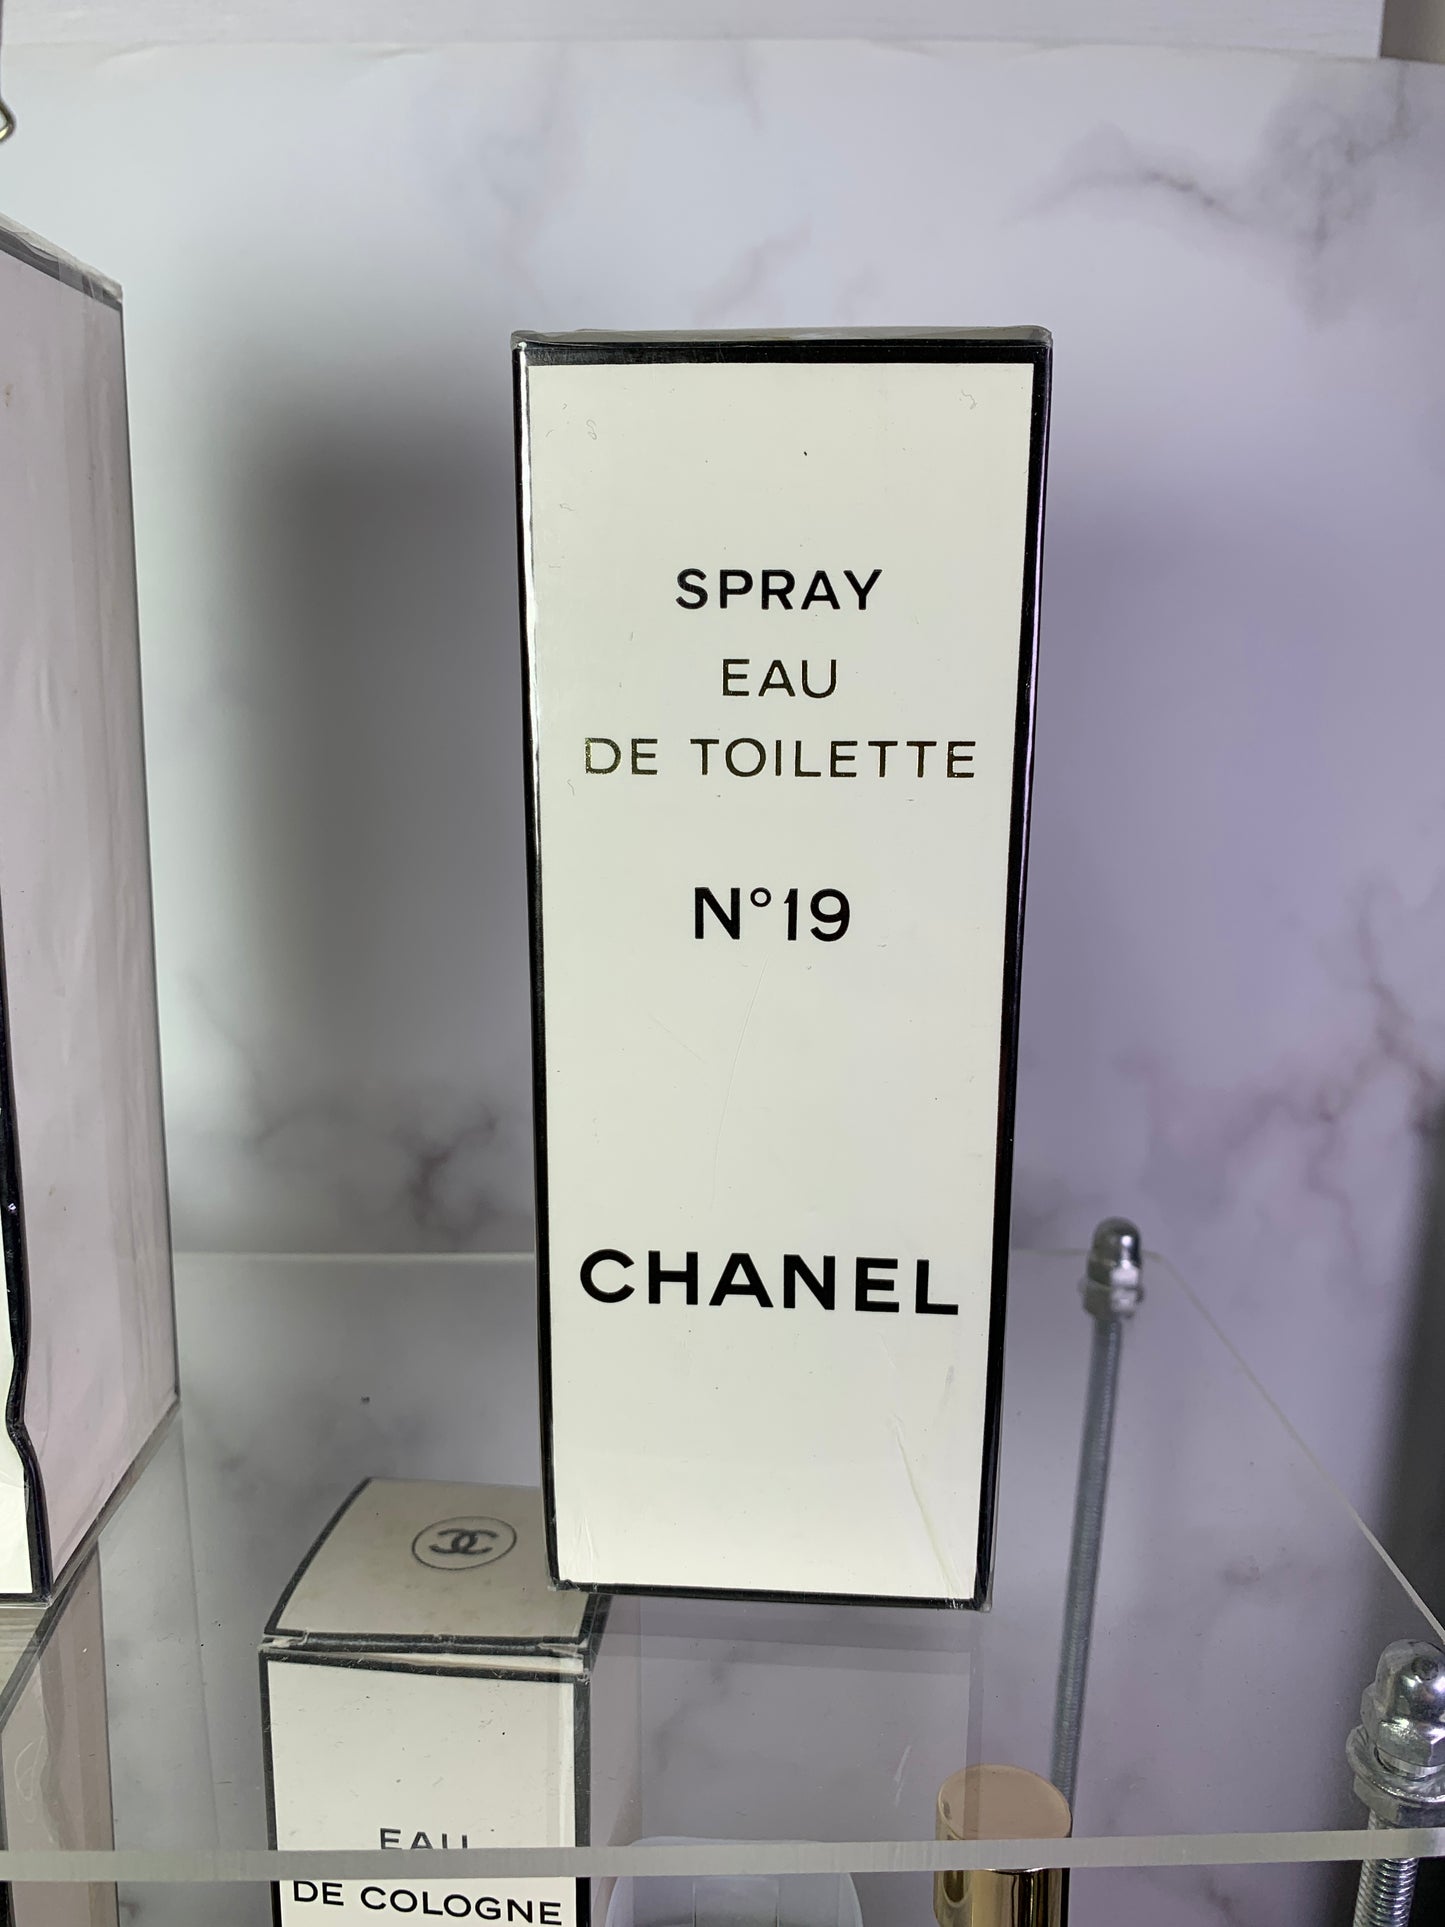 SPRAY
EAU
DE TOILETTE
N°19
CHANEL
EAU
DE COLOGNE